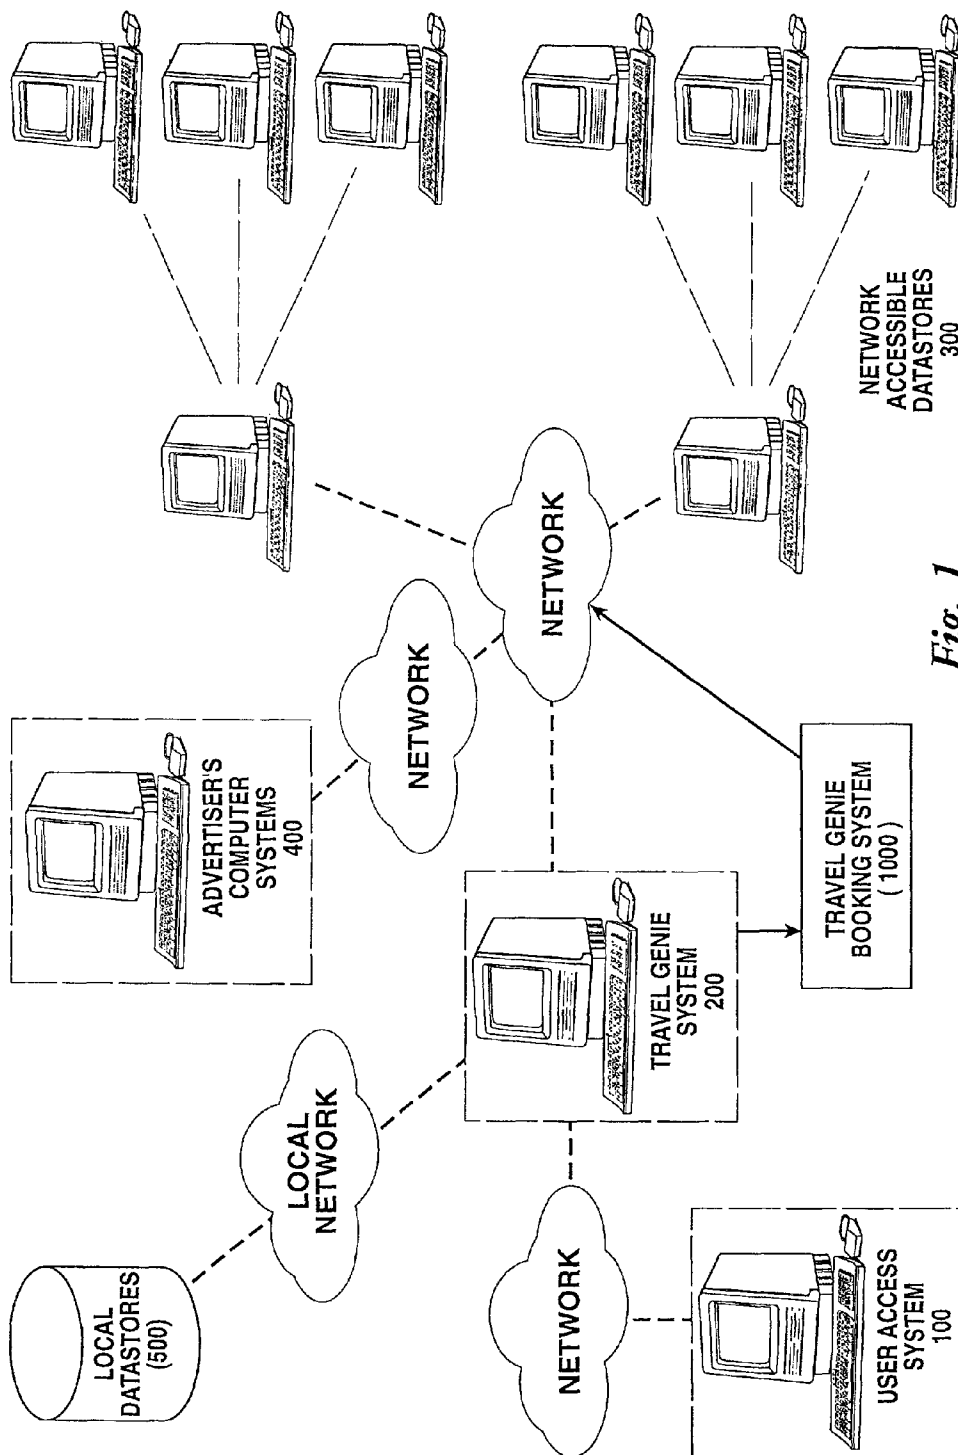 LOCAL
DATASTORES
(500)
LOCAL
NETWORK
ADVERTISER'S
COMPUTER
SYSTEMS
400
NETWORK
NETWORK
NETWORK
TRAVEL GENIE
SYSTEM
200
USER ACCESS
SYSTEM
100
TRAVEL GENIE
BOOKING SYSTEM
( 1000 )
NETWORK
ACCESSIBLE
DATASTORES
300
Fig. 1